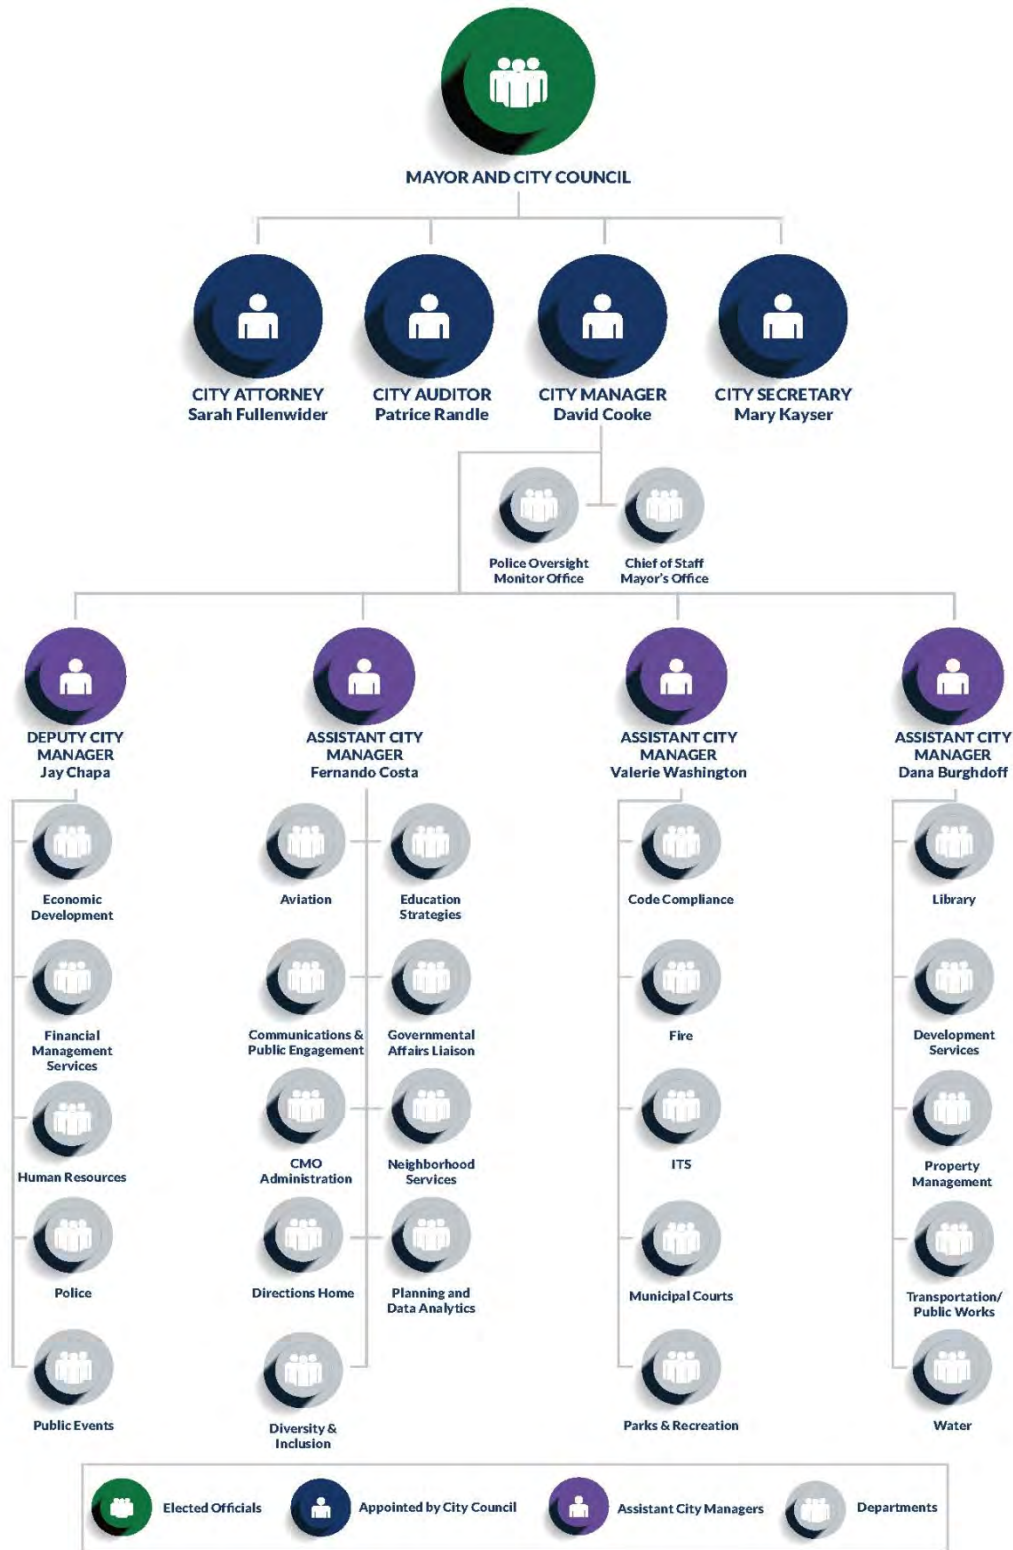 MAYOR AND CITY COUNCIL
CITY ATTORNEY
Sarah Fullenwider
CITY AUDITOR
Patrice Randle
CITY MANAGER
David Cooke
CITY SECRETARY
Mary Kayser
Police Oversight
Monitor Office
Chief of Staff
Mayor's Office
DEPUTY CITY
MANAGER
Jay Chapa
ASSISTANT CITY
MANAGER
Fernando Costa
ASSISTANT CITY
MANAGER
Valerie Washington
ASSISTANT CITY
MANAGER
Dana Burghdoff
Economic
Development
Aviation
Education
Strategies
Code Compliance
Library
Financial
Management
Services
Communications &
Public Engagement
Governmental
Affairs Liaison
Fire
Development
Services
Human Resources
CMO
Administration
Neighborhood
Services
ITS
Property
Management
Police
Directions Home
Planning and
Data Analytics
Municipal Courts
Transportation/
Public Works
Public Events
Diversity &
Inclusion
Parks & Recreation
Water
Elected Officials
Appointed by City Council
Assistant City Managers
Departments